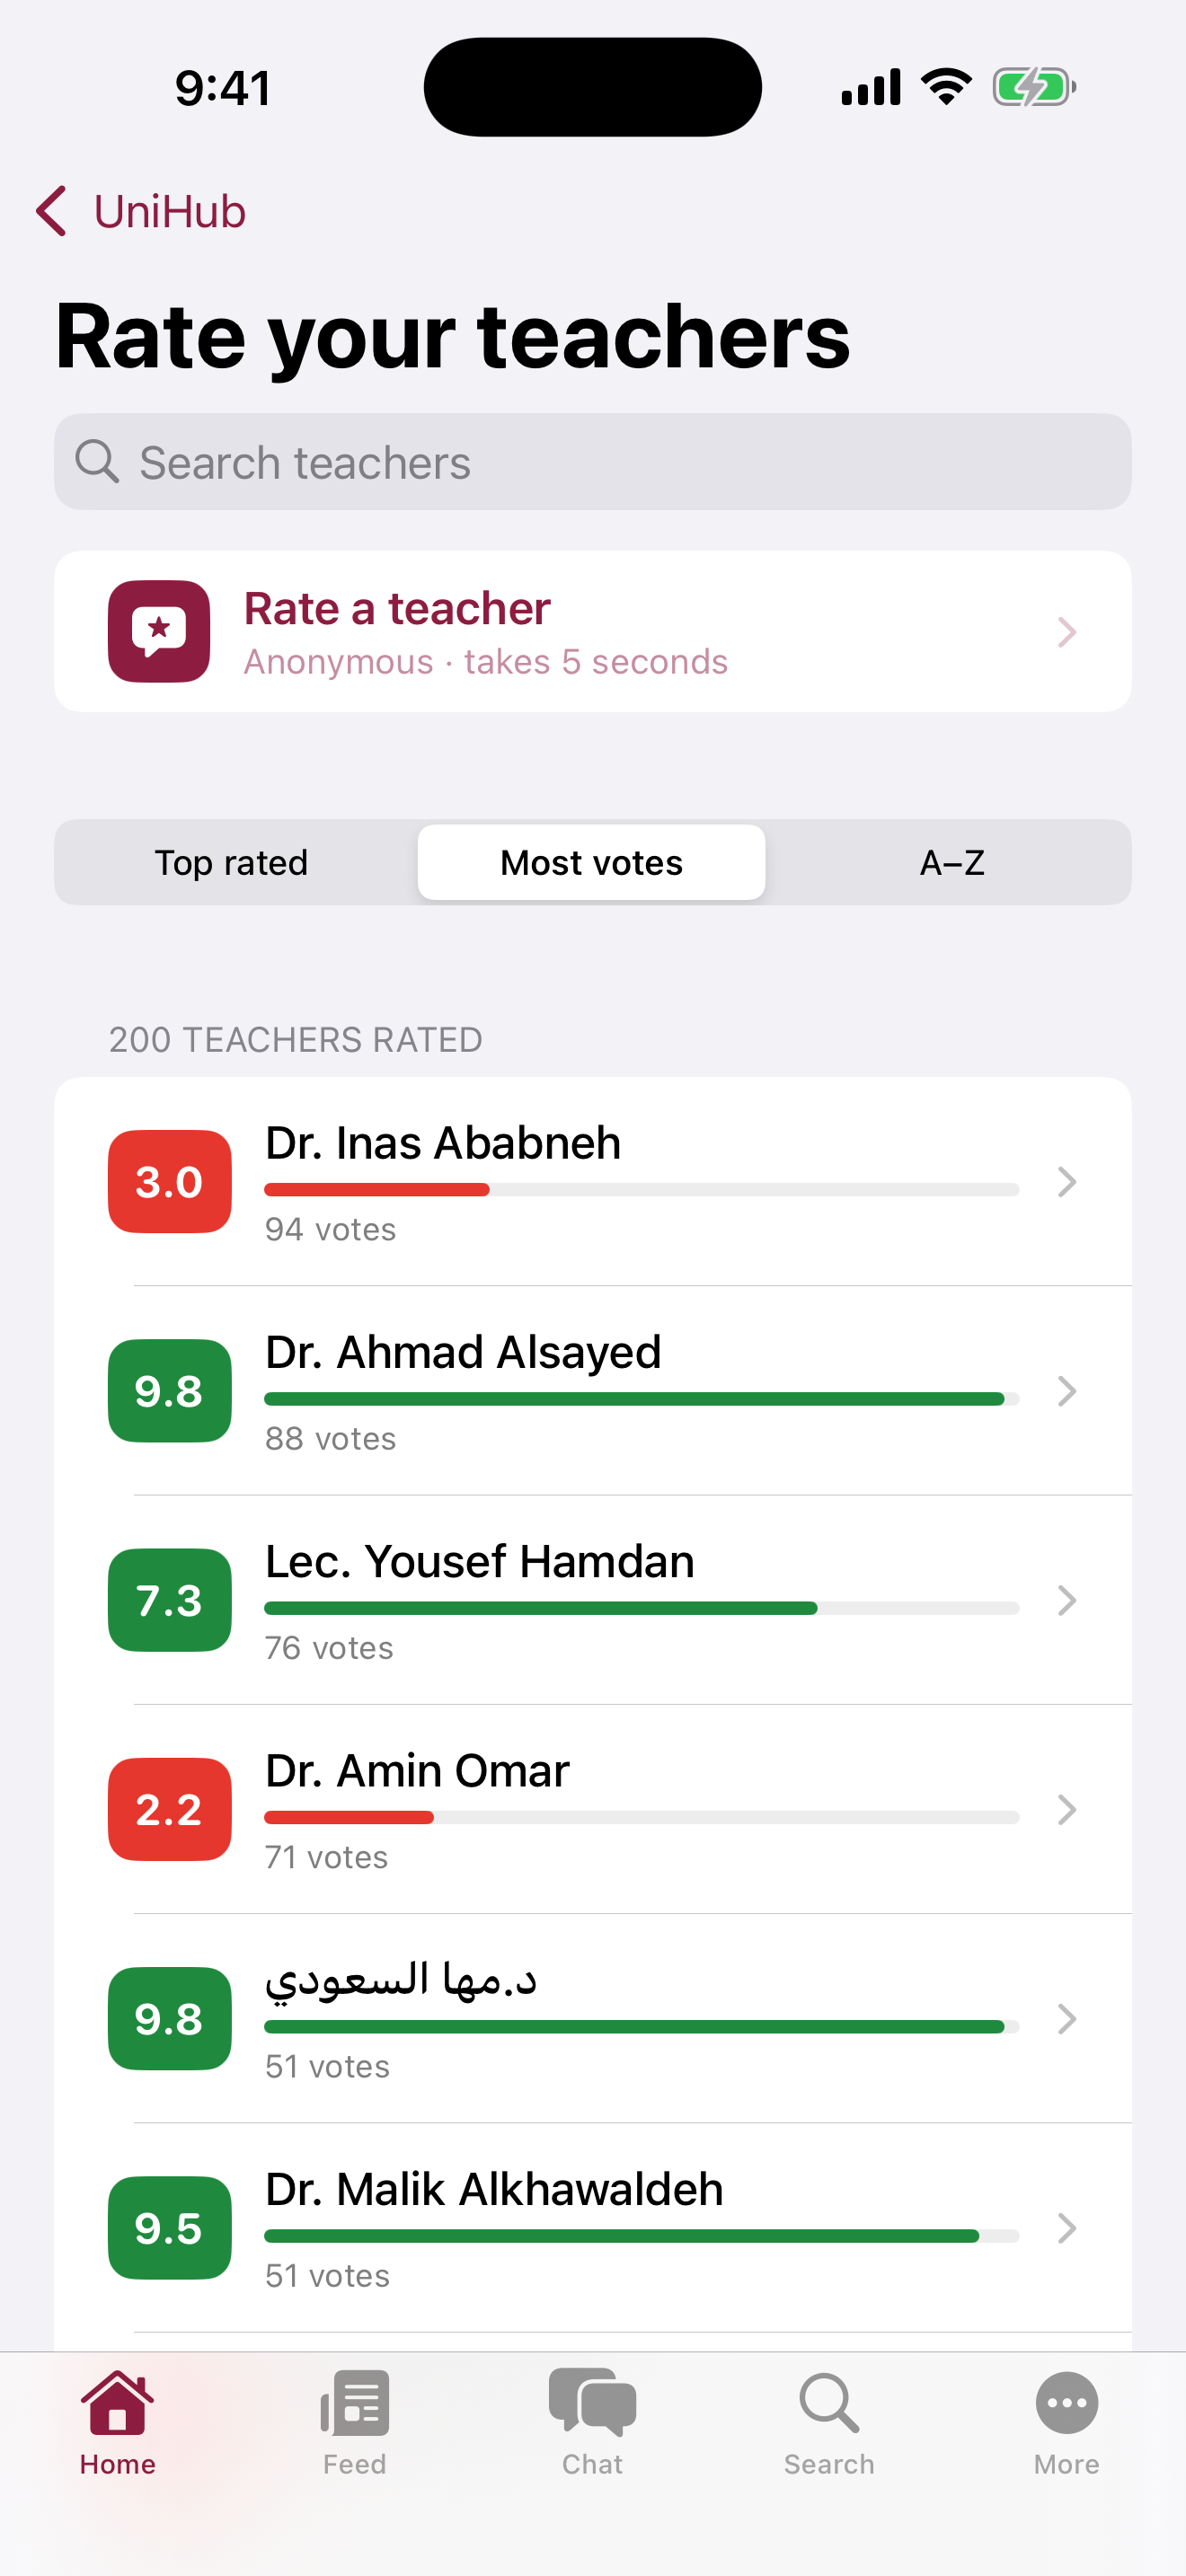 9:41
UniHub
Rate your teachers
Search teachers
Rate a teacher
Anonymous · takes 5 seconds
Top rated
Most votes
A–Z
200 TEACHERS RATED
3.0
Dr. Inas Ababneh
94 votes
9.8
Dr. Ahmad Alsayed
88 votes
7.3
Lec. Yousef Hamdan
76 votes
2.2
Dr. Amin Omar
71 votes
9.8
د.مها السعودي
51 votes
9.5
Dr. Malik Alkhawaldeh
51 votes
Home
Feed
Chat
Search
More